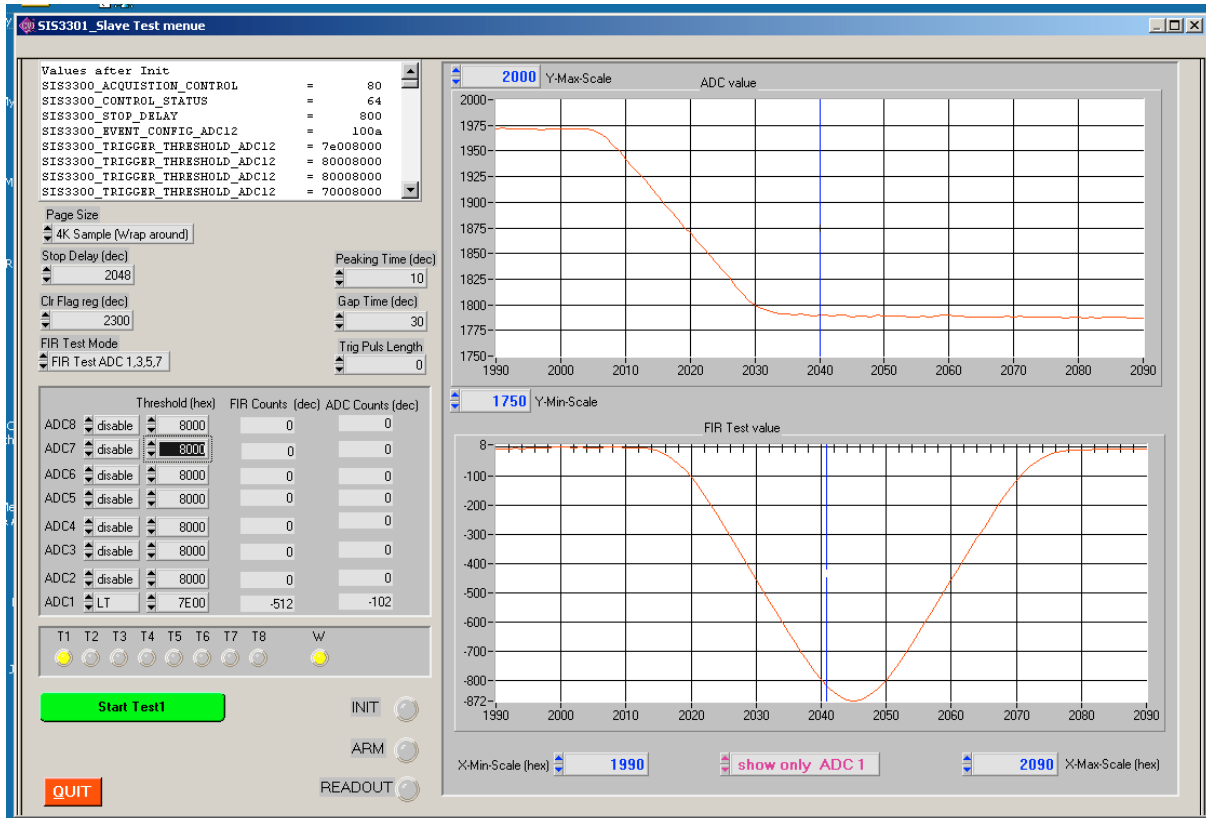 SIS3301_Slave Test menue
Values after Init
SIS3300_ACQUISTION_CONTROL = 80
SIS3300_CONTROL_STATUS = 64
SIS3300_STOP_DELAY = 800
SIS3300_EVENT_CONFIG_ADC12 = 100a
SIS3300_TRIGGER_THRESHOLD_ADC12 = 7e008000
SIS3300_TRIGGER_THRESHOLD_ADC12 = 80008000
SIS3300_TRIGGER_THRESHOLD_ADC12 = 80008000
SIS3300_TRIGGER_THRESHOLD_ADC12 = 70008000
Page Size
4K Sample (Wrap around)
Stop Delay (dec)
2048
Peaking Time (dec)
10
Clr Flag reg (dec)
2300
Gap Time (dec)
30
FIR Test Mode
FIR Test ADC 1,3,5,7
Trig Puls Length
0
Threshold (hex) FIR Counts (dec) ADC Counts (dec)
ADC8 disable 8000 0 0
ADC7 disable 8000 0 0
ADC6 disable 8000 0 0
ADC5 disable 8000 0 0
ADC4 disable 8000 0 0
ADC3 disable 8000 0 0
ADC2 disable 8000 0 0
ADC1 LT 7E00 -512 -102
T1 T2 T3 T4 T5 T6 T7 T8 W
Start Test1
INIT
ARM
READOUT
QUIT
2000 Y-Max-Scale
ADC value
2000
1975
1950
1925
1900
1875
1850
1825
1800
1775
1750
1990 2000 2010 2020 2030 2040 2050 2060 2070 2080 2090
1750 Y-Min-Scale
FIR Test value
8
-100
-200
-300
-400
-500
-600
-700
-800
-872
1990 2000 2010 2020 2030 2040 2050 2060 2070 2080 2090
X-Min-Scale (hex) 1990 show only ADC 1 2090 X-Max-Scale (hex)